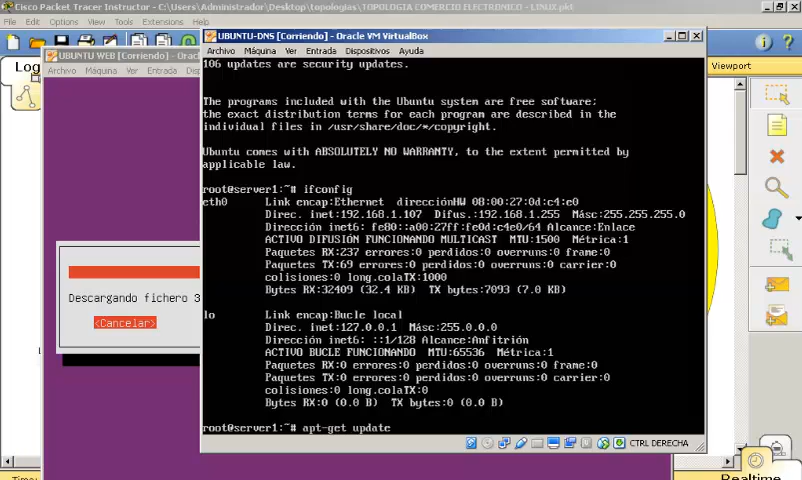 Cisco Packet Tracer Instructor - C:\Users\Administrador\Desktop\topologias\TOPOLOGIA COMERCIO ELECTRONICO - LINUX.pkt
File Edit Options View Tools Extensions Help
UBUNTU WEB [Corriendo] - Oracl
Archivo Máquina Ver Entrada Disposit
Log
Viewport
UBUNTU-DNS [Corriendo] - Oracle VM VirtualBox
Archivo Máquina Ver Entrada Dispositivos Ayuda
106 updates are security updates.
The programs included with the Ubuntu system are free software;
the exact distribution terms for each program are described in the
individual files in /usr/share/doc/*/copyright.
Ubuntu comes with ABSOLUTELY NO WARRANTY, to the extent permitted by
applicable law.
root@server1:~# ifconfig
eth0 Link encap:Ethernet direcciónHW 08:00:27:0d:c4:e0
Direc. inet:192.168.1.107 Difus.:192.168.1.255 Másc:255.255.255.0
Dirección inet6: fe80::a00:27ff:fe0d:c4e0/64 Alcance:Enlace
ACTIVO DIFUSIÓN FUNCIONANDO MULTICAST MTU:1500 Métrica:1
Paquetes RX:237 errores:0 perdidos:0 overruns:0 frame:0
Paquetes TX:69 errores:0 perdidos:0 overruns:0 carrier:0
colisiones:0 long.colaTX:1000
Bytes RX:32409 (32.4 KB) TX bytes:7093 (7.0 KB)
lo Link encap:Bucle local
Direc. inet:127.0.0.1 Másc:255.0.0.0
Dirección inet6: ::1/128 Alcance:Anfitrión
ACTIVO BUCLE FUNCIONANDO MTU:65536 Métrica:1
Paquetes RX:0 errores:0 perdidos:0 overruns:0 frame:0
Paquetes TX:0 errores:0 perdidos:0 overruns:0 carrier:0
colisiones:0 long.colaTX:0
Bytes RX:0 (0.0 B) TX bytes:0 (0.0 B)
root@server1:~# apt-get update
Descargando fichero 3
<Cancelar>
CTRL DERECHA
Time:
Realtime